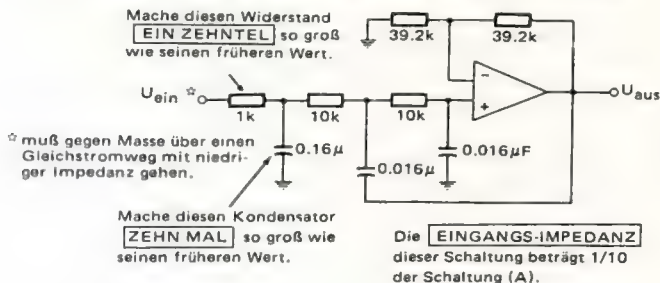 Mache diesen Widerstand
EIN ZEHNTEL so groß
wie seinen früheren Wert.
39.2k
39.2k
−
+
Uein ☆
Uaus
1k
10k
10k
☆ muß gegen Masse über einen
Gleichstromweg mit niedri-
ger Impedanz gehen.
0.16µ
0.016µ
0.016µF
Mache diesen Kondensator
ZEHN MAL so groß wie
seinen früheren Wert.
Die EINGANGS-IMPEDANZ
dieser Schaltung beträgt 1/10
der Schaltung (A).